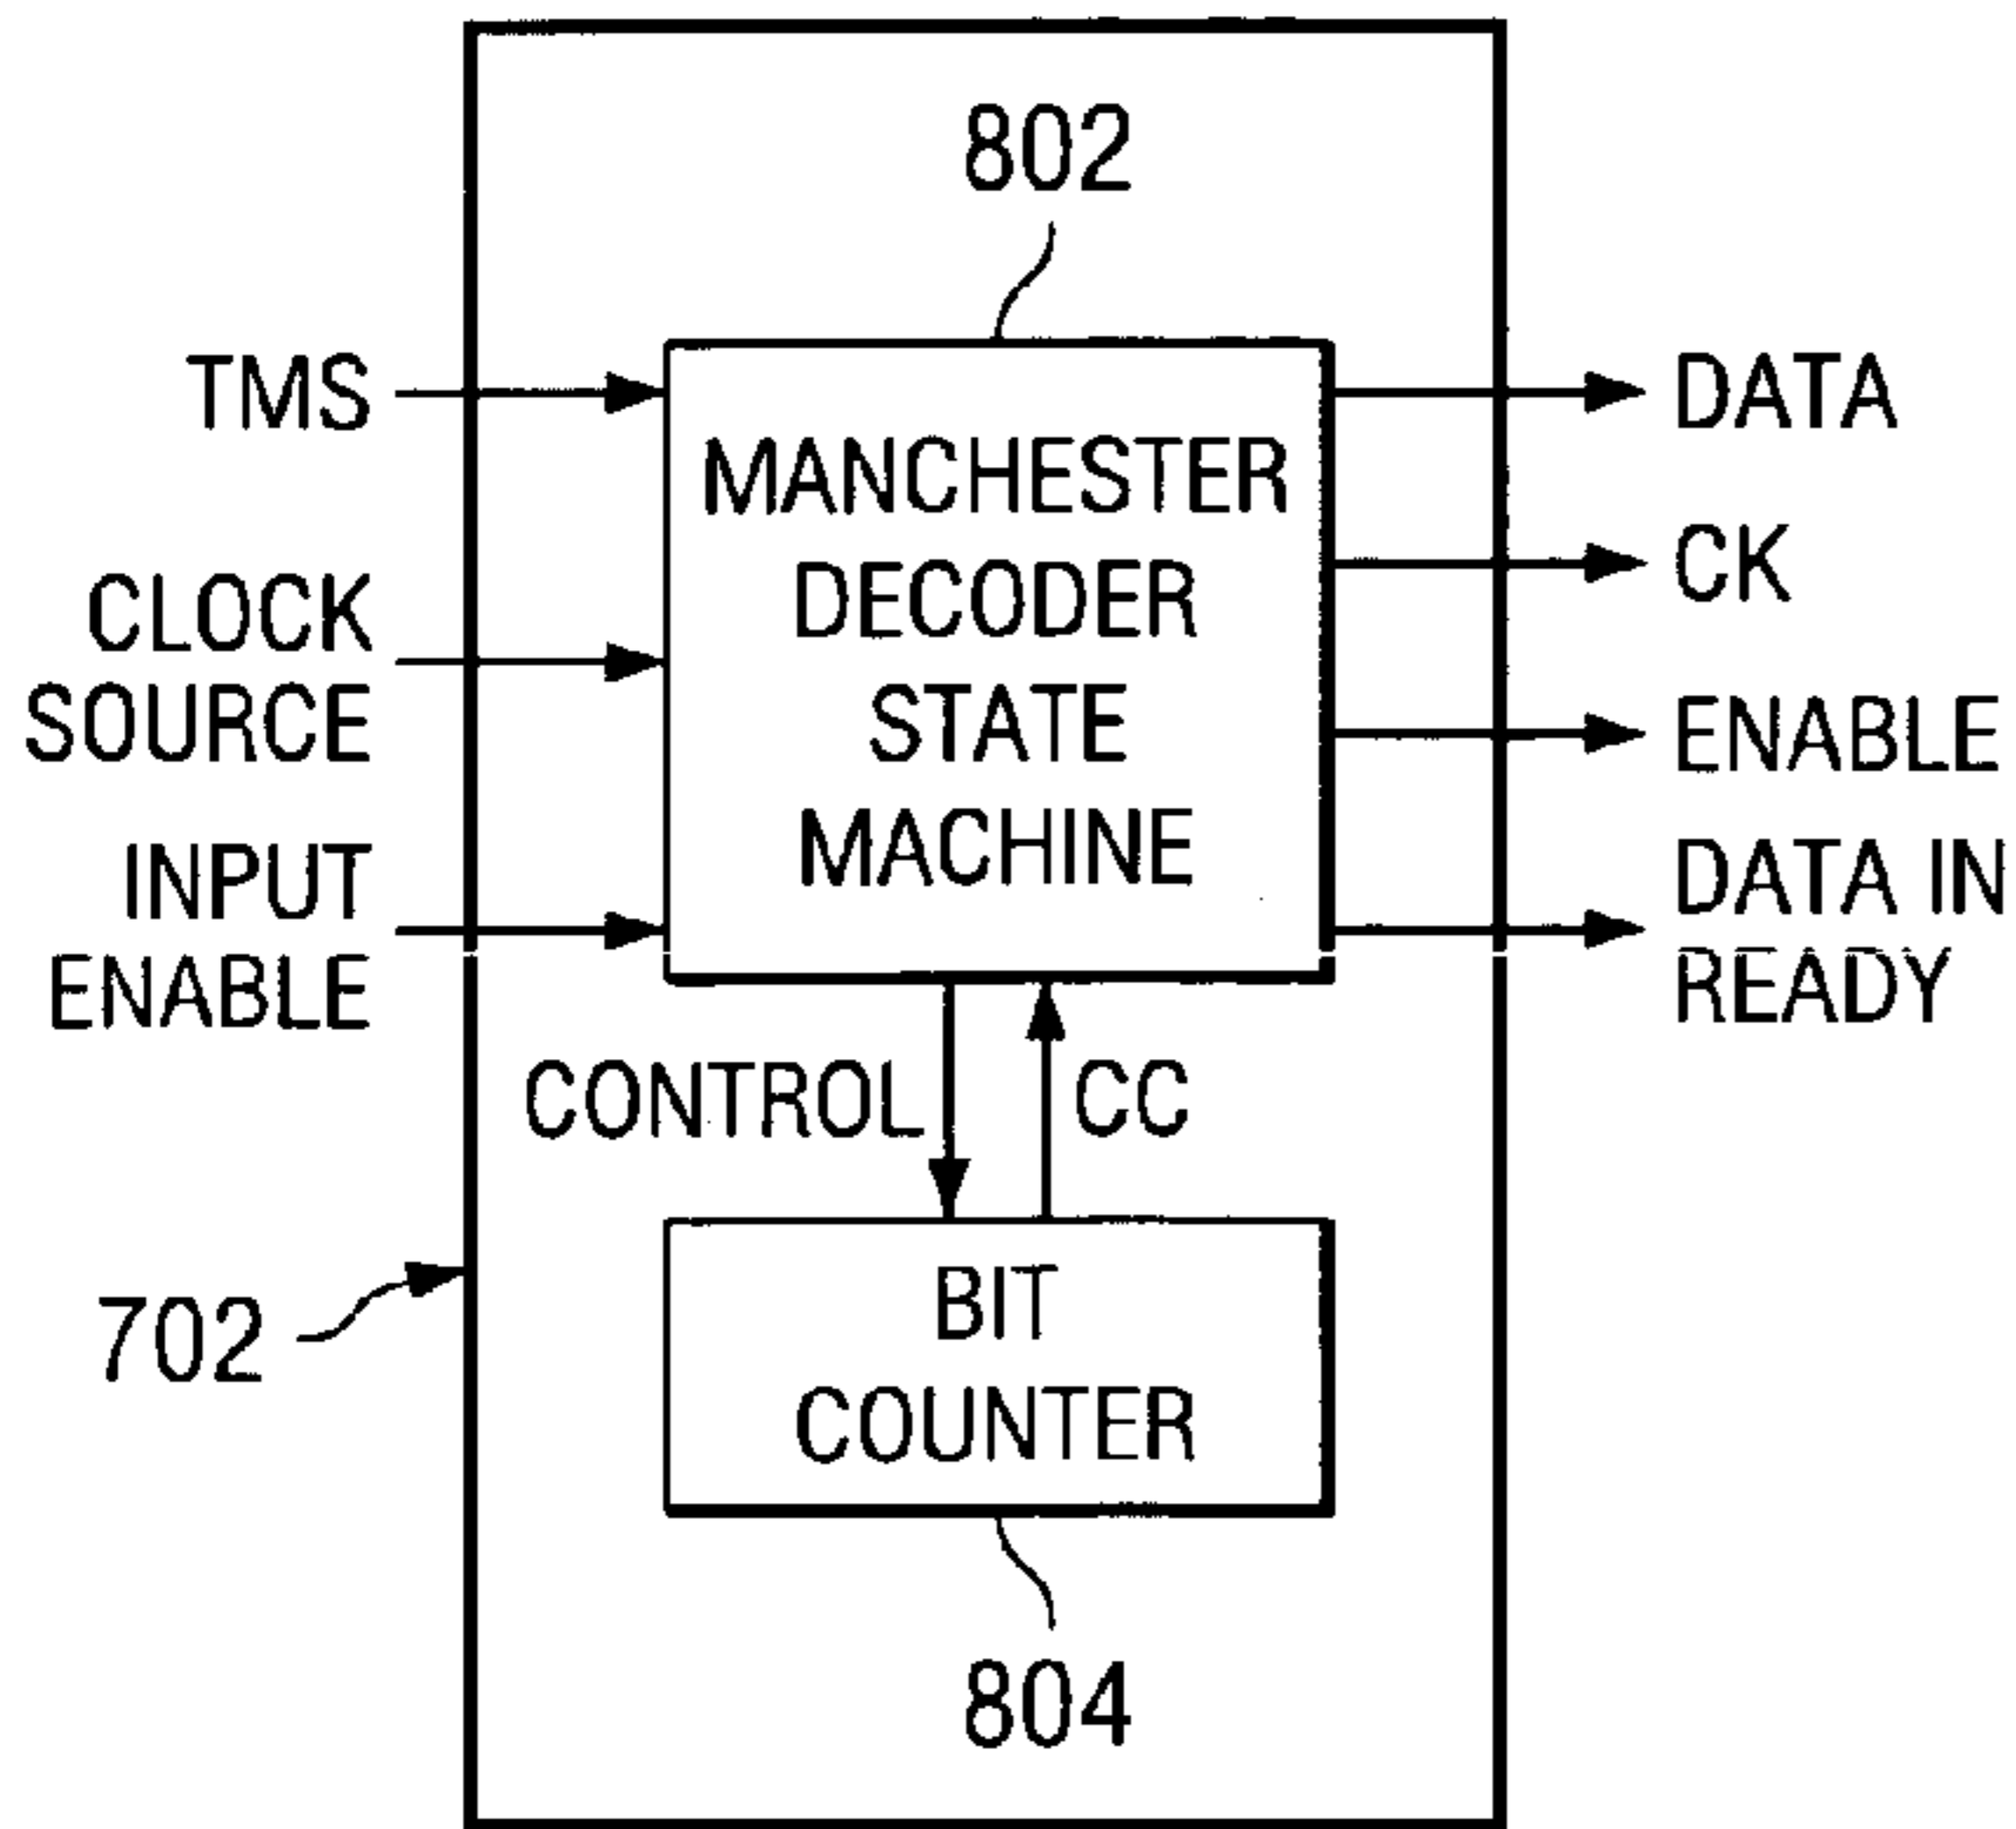 802
TMS
CLOCK
SOURCE
INPUT
ENABLE
MANCHESTER
DECODER
STATE
MACHINE
DATA
CK
ENABLE
DATA IN
READY
CONTROL
CC
702
BIT
COUNTER
804